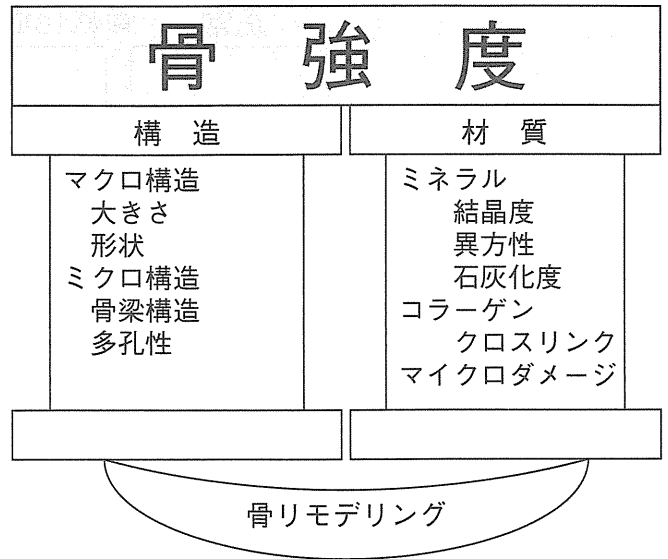 骨強度
構造
マクロ構造
大きさ
形状
ミクロ構造
骨梁構造
多孔性
材質
ミネラル
結晶度
異方性
石灰化度
コラーゲン
クロスリンク
マイクロダメージ
骨リモデリング